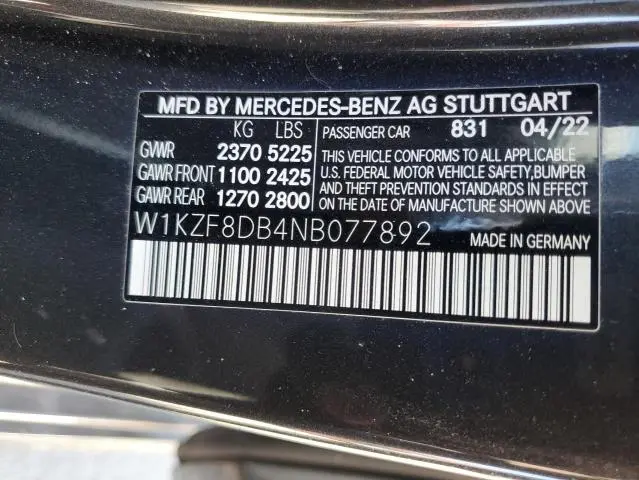 MFD BY MERCEDES-BENZ AG STUTTGART
KG LBS PASSENGER CAR 831 04/22
GVWR 2370 5225
GAWR FRONT 1100 2425
GAWR REAR 1270 2800
THIS VEHICLE CONFORMS TO ALL APPLICABLE
U.S. FEDERAL MOTOR VEHICLE SAFETY,BUMPER
AND THEFT PREVENTION STANDARDS IN EFFECT
ON THE DATE OF MANUFACTURE SHOWN ABOVE
W1KZF8DB4NB077892 MADE IN GERMANY